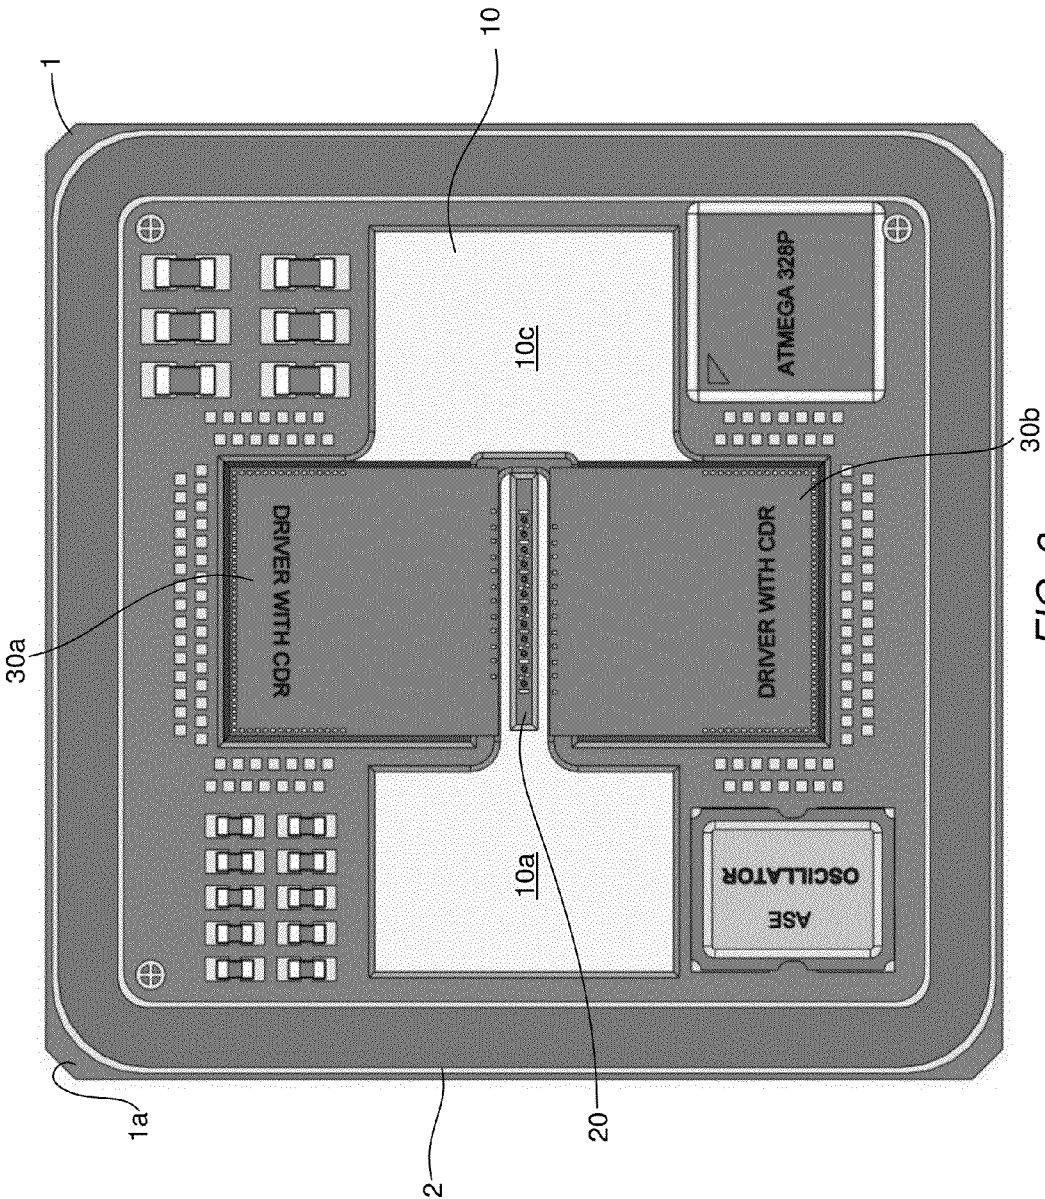 30a
1
1a
DRIVER WITH CDR
2
10
10a
10c
20
DRIVER WITH CDR
ATMEGA 328P
ASE
OSCILLATOR
30b
FIG.